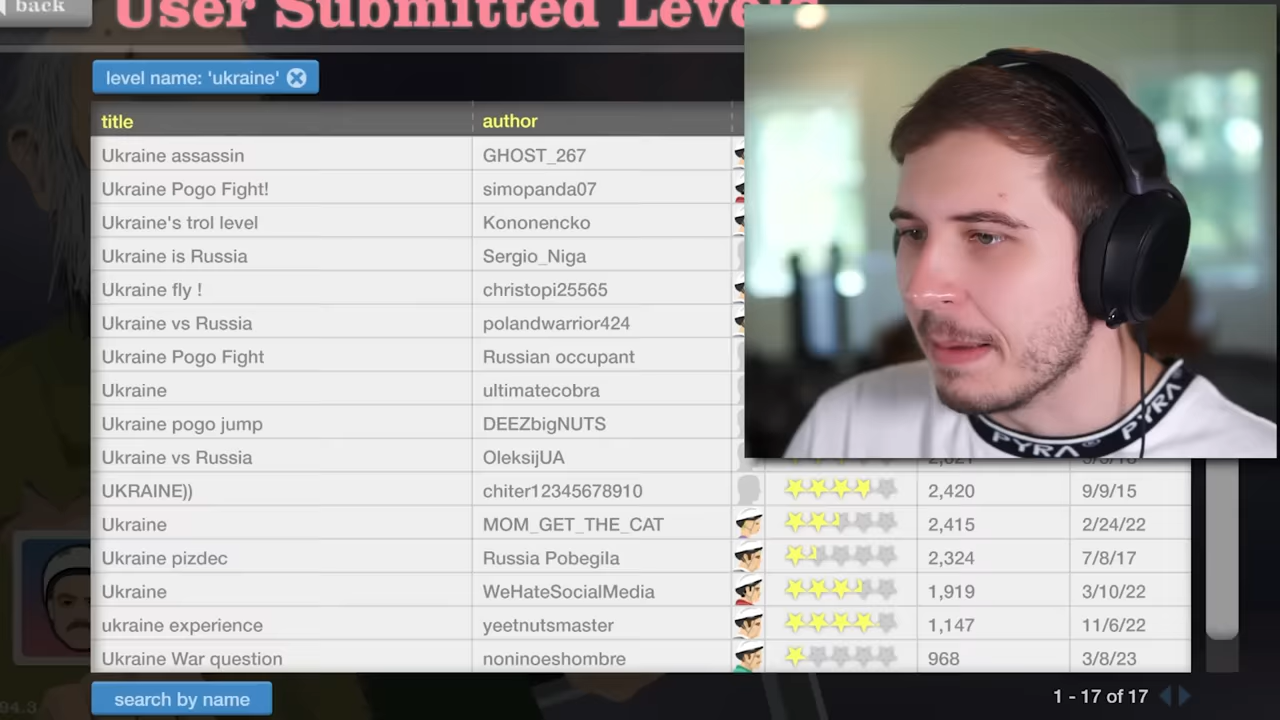 back
User Submitted Levels
level name: 'ukraine'
title author
Ukraine assassin GHOST_267
Ukraine Pogo Fight! simopanda07
Ukraine's trol level Kononencko
Ukraine is Russia Sergio_Niga
Ukraine fly ! christopi25565
Ukraine vs Russia polandwarrior424
Ukraine Pogo Fight Russian occupant
Ukraine ultimatecobra
Ukraine pogo jump DEEZbigNUTS
Ukraine vs Russia OleksijUA
UKRAINE)) chiter12345678910 2,420 9/9/15
Ukraine MOM_GET_THE_CAT 2,415 2/24/22
Ukraine pizdec Russia Pobegila 2,324 7/8/17
Ukraine WeHateSocialMedia 1,919 3/10/22
ukraine experience yeetnutsmaster 1,147 11/6/22
Ukraine War question noninoeshombre 968 3/8/23
search by name
1 - 17 of 17
94.3
PYRA® PYRA